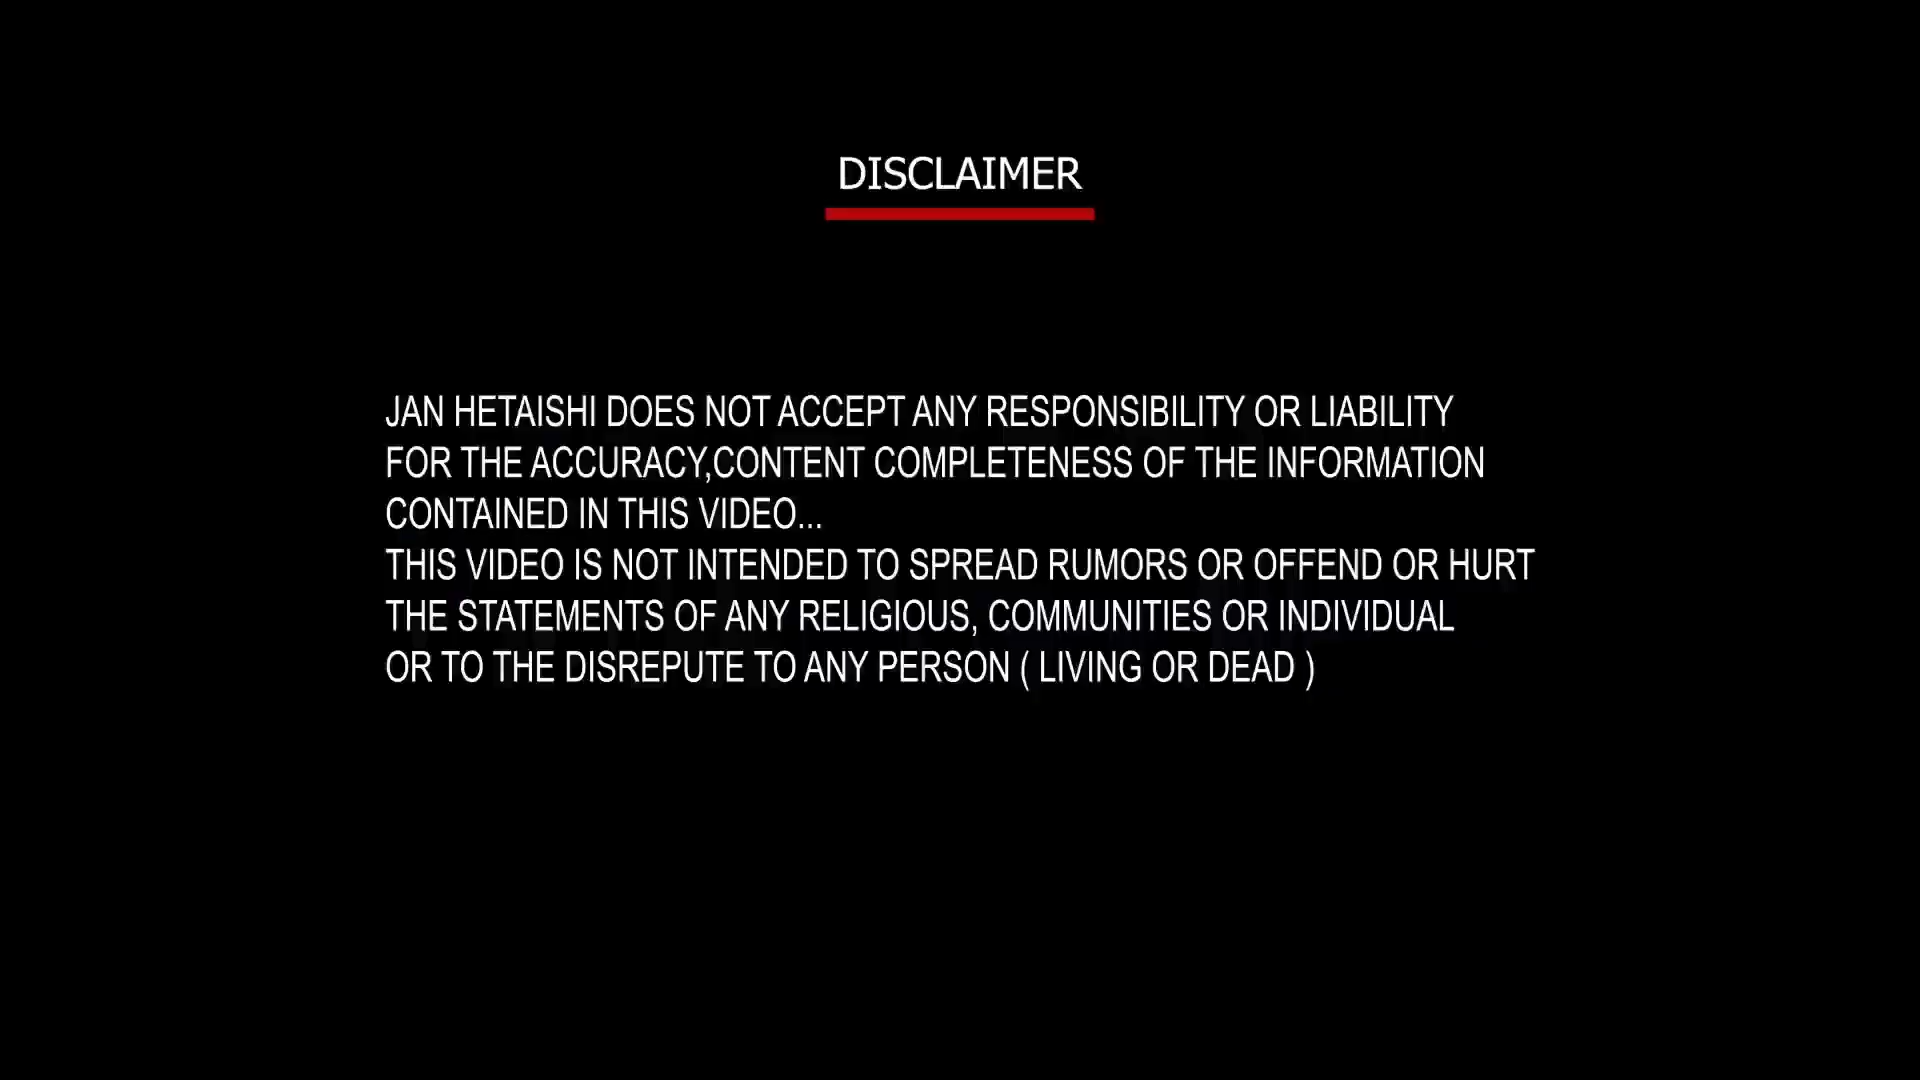 DISCLAIMER
JAN HETAISHI DOES NOT ACCEPT ANY RESPONSIBILITY OR LIABILITY
FOR THE ACCURACY,CONTENT COMPLETENESS OF THE INFORMATION
CONTAINED IN THIS VIDEO...
THIS VIDEO IS NOT INTENDED TO SPREAD RUMORS OR OFFEND OR HURT
THE STATEMENTS OF ANY RELIGIOUS, COMMUNITIES OR INDIVIDUAL
OR TO THE DISREPUTE TO ANY PERSON ( LIVING OR DEAD )